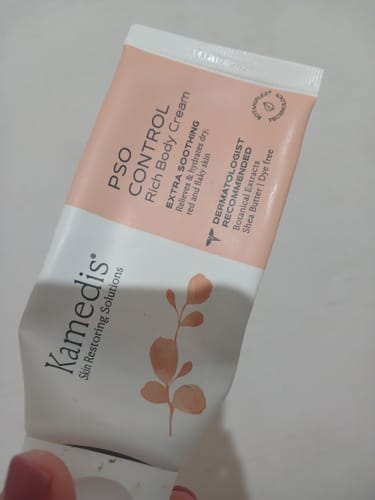 PSO
CONTROL
Rich Body Cream
EXTRA SOOTHING
Relieves & hydrates dry,
red and flaky skin
DERMATOLOGIST
RECOMMENDED
Botanical Extracts
Shea Butter | Dye free
Kamedis®
Skin Restoring Solutions